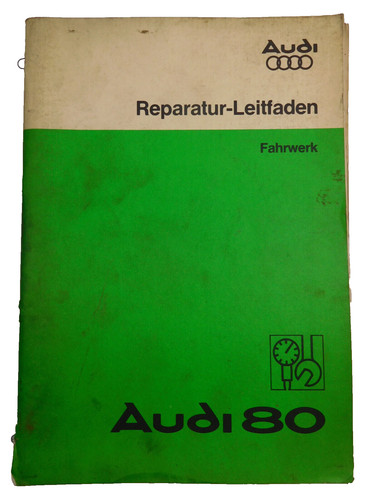 Audi
Reparatur-Leitfaden
Fahrwerk
Audi 80